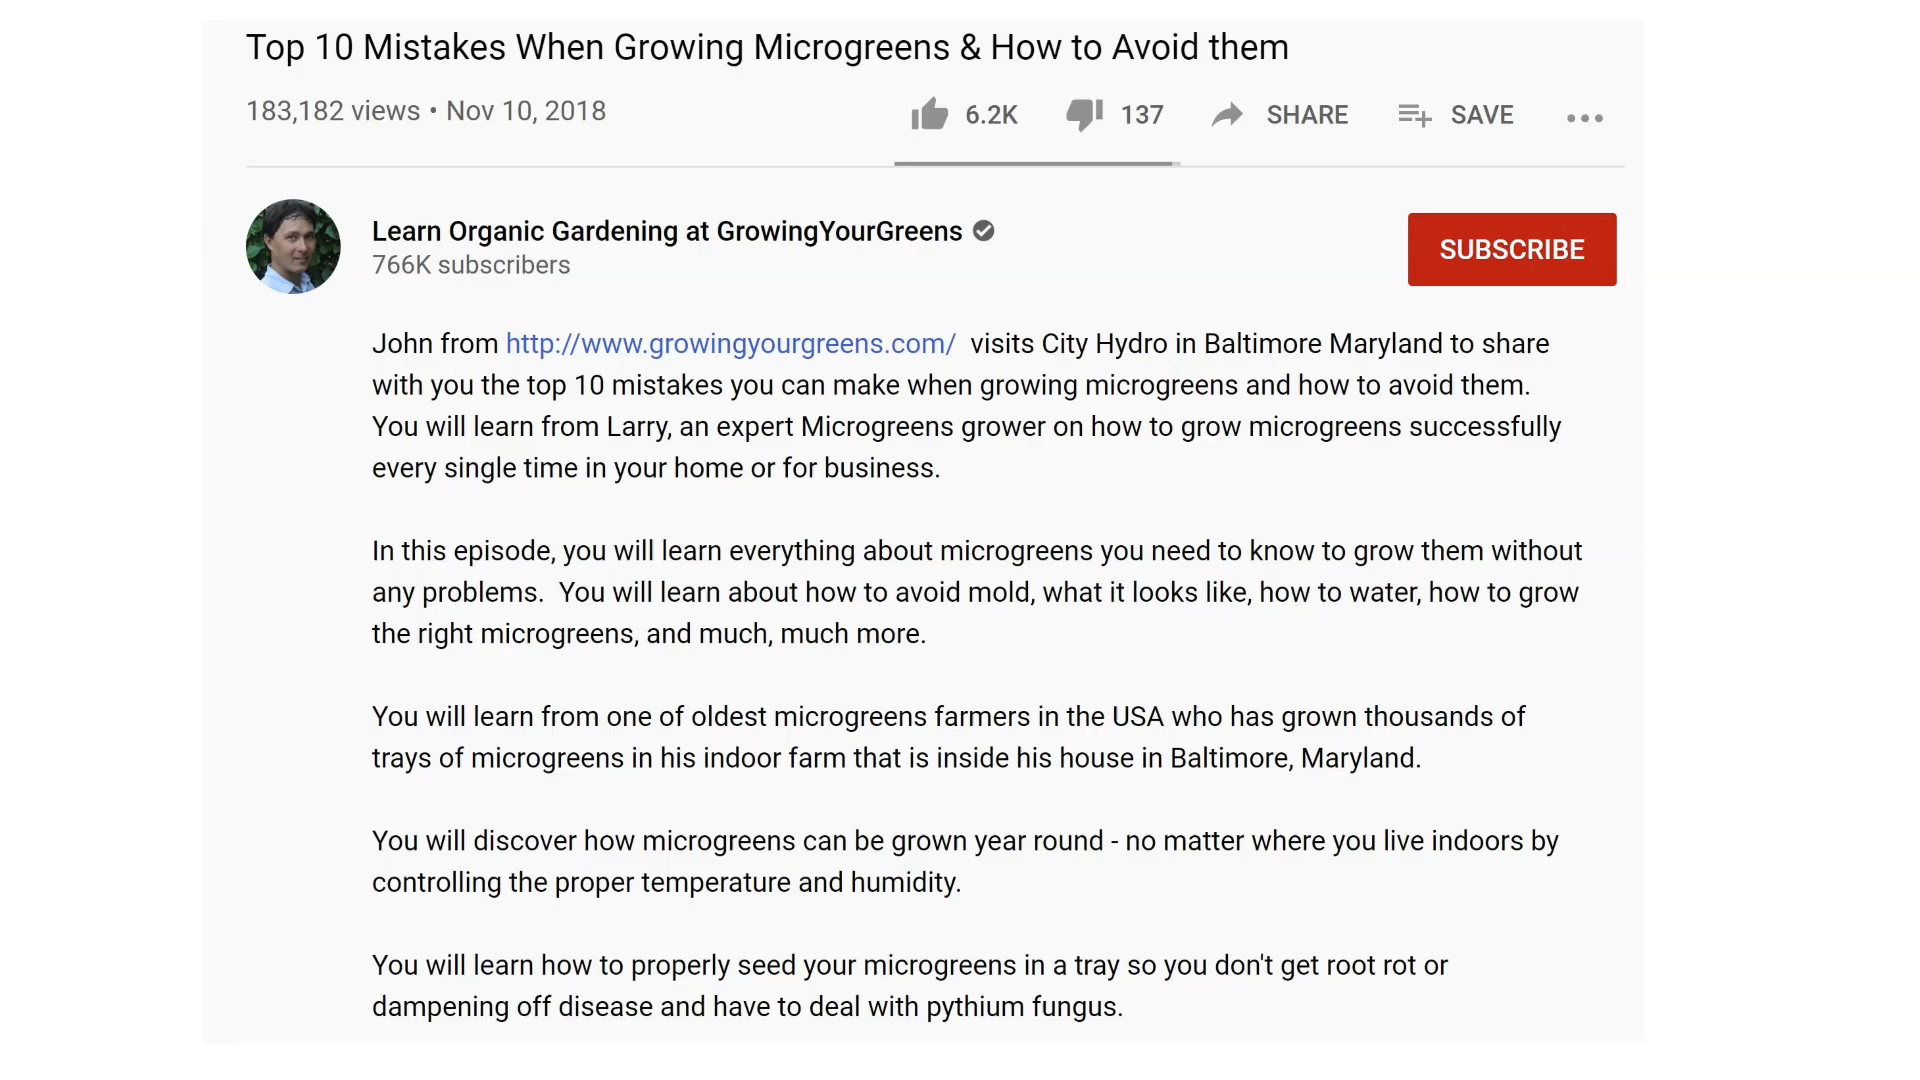 Top 10 Mistakes When Growing Microgreens & How to Avoid them
183,182 views • Nov 10, 2018
6.2K 137 SHARE SAVE
Learn Organic Gardening at GrowingYourGreens
766K subscribers
SUBSCRIBE
John from http://www.growingyourgreens.com/  visits City Hydro in Baltimore Maryland to share
with you the top 10 mistakes you can make when growing microgreens and how to avoid them.
You will learn from Larry, an expert Microgreens grower on how to grow microgreens successfully
every single time in your home or for business.
In this episode, you will learn everything about microgreens you need to know to grow them without
any problems.  You will learn about how to avoid mold, what it looks like, how to water, how to grow
the right microgreens, and much, much more.
You will learn from one of oldest microgreens farmers in the USA who has grown thousands of
trays of microgreens in his indoor farm that is inside his house in Baltimore, Maryland.
You will discover how microgreens can be grown year round - no matter where you live indoors by
controlling the proper temperature and humidity.
You will learn how to properly seed your microgreens in a tray so you don't get root rot or
dampening off disease and have to deal with pythium fungus.